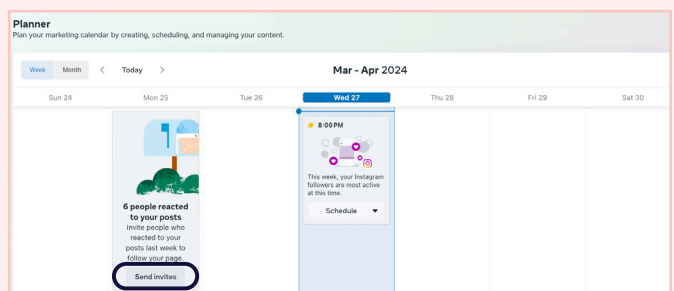 Planner
Plan your marketing calendar by creating, scheduling, and managing your content.
Week Month < Today > Mar – Apr 2024
Sun 24 Mon 25 Tue 26 Wed 27 Thu 28 Fri 29 Sat 30
6 people reacted
to your posts
Invite people who
reacted to your
posts last week to
follow your page.
Send invites
8:00 PM
This week, your Instagram
followers are most active
at this time.
Schedule